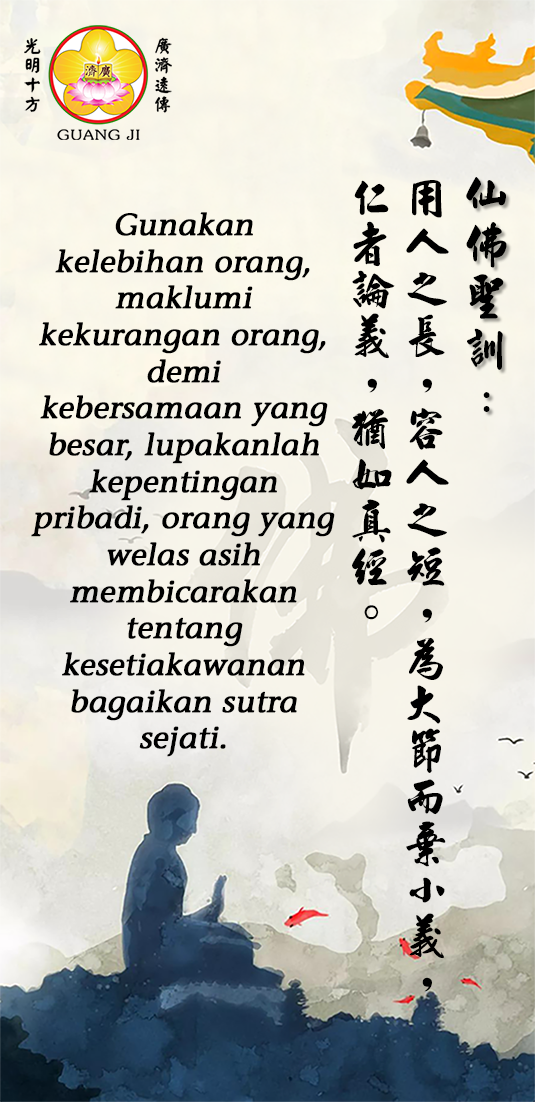 光明十方
廣濟遠傳
廣濟
GUANG JI
仙佛聖訓：
用人之長，容人之短，為大節而棄小義，
仁者論義，猶如真經。
Gunakan
kelebihan orang,
maklumi
kekurangan orang,
demi
kebersamaan yang
besar, lupakanlah
kepentingan
pribadi, orang yang
welas asih
membicarakan
tentang
kesetiakawanan
bagaikan sutra
sejati.
佛